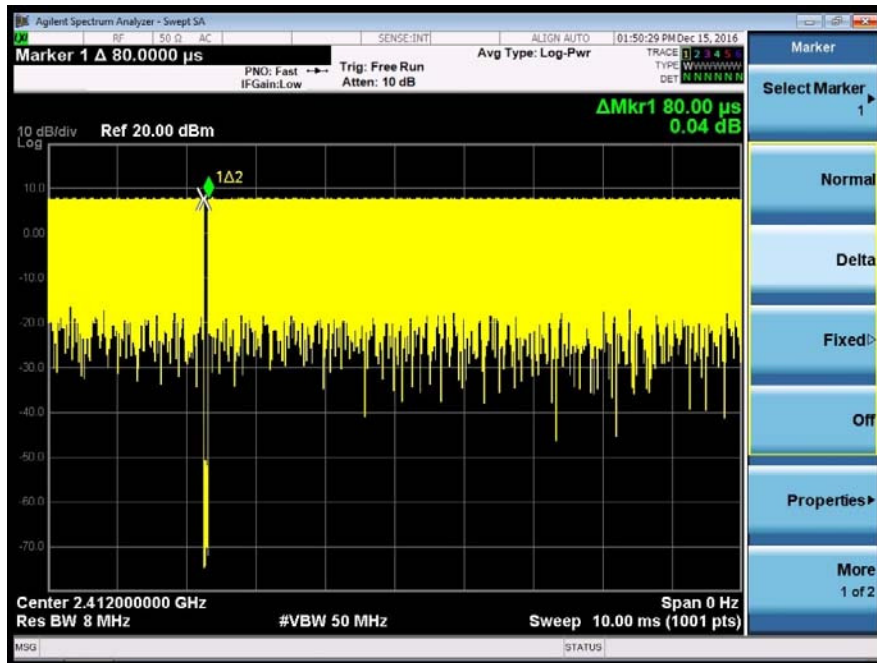 Agilent Spectrum Analyzer - Swept SA
RF 50 Ω AC SENSE:INT ALIGN AUTO 01:50:29 PM Dec 15, 2016
Marker 1 Δ 80.0000 µs
PNO: Fast
IFGain:Low
Trig: Free Run
Atten: 10 dB
Avg Type: Log-Pwr
TRACE 1 2 3 4 5 6
TYPE WWWWWW
DET N N N N N N
ΔMkr1 80.00 µs
0.04 dB
10 dB/div Ref 20.00 dBm
Log
1Δ2
10.0
0.00
-10.0
-20.0
-30.0
-40.0
-50.0
-60.0
-70.0
Center 2.412000000 GHz Span 0 Hz
Res BW 8 MHz #VBW 50 MHz Sweep 10.00 ms (1001 pts)
MSG STATUS
Marker
Select Marker
1
Normal
Delta
Fixed
Off
Properties
More
1 of 2